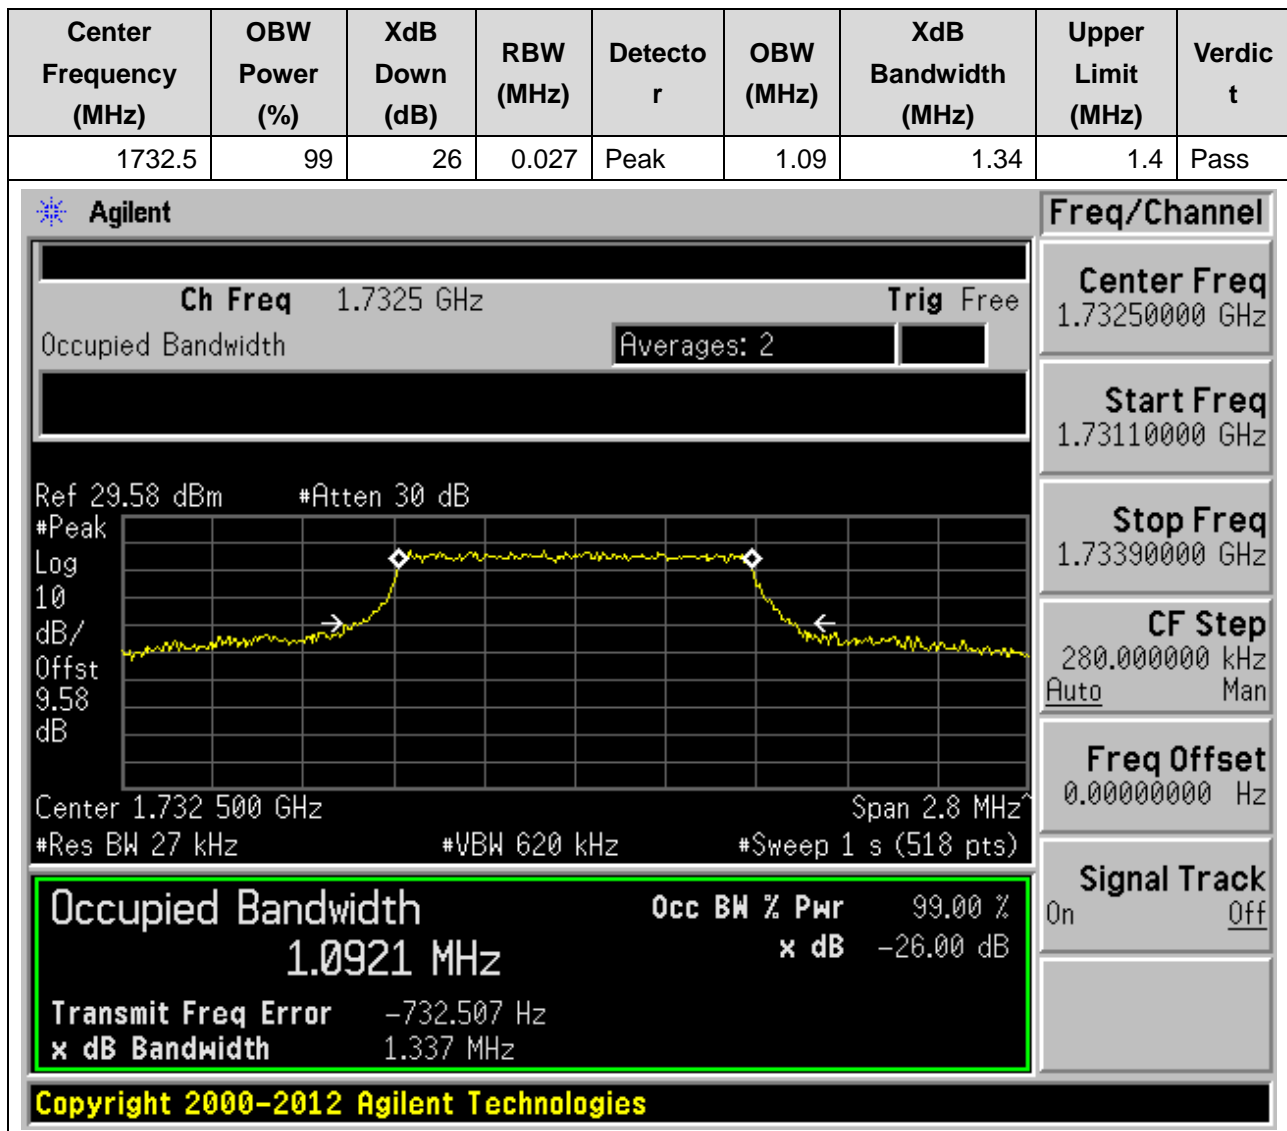 Center Frequency (MHz) OBW Power (%) XdB Down (dB) RBW (MHz) Detecto r OBW (MHz) XdB Bandwidth (MHz) Upper Limit (MHz) Verdic t
1732.5 99 26 0.027 Peak 1.09 1.34 1.4 Pass
Agilent
Freq/Channel
Ch Freq 1.7325 GHz Trig Free
Occupied Bandwidth Averages: 2
Ref 29.58 dBm #Atten 30 dB
#Peak
Log
10
dB/
Offst
9.58
dB
Center 1.732 500 GHz Span 2.8 MHz^
#Res BW 27 kHz #VBW 620 kHz #Sweep 1 s (518 pts)
Occupied Bandwidth Occ BW % Pwr 99.00 %
1.0921 MHz x dB -26.00 dB
Transmit Freq Error -732.507 Hz
x dB Bandwidth 1.337 MHz
Copyright 2000-2012 Agilent Technologies
Center Freq
1.73250000 GHz
Start Freq
1.73110000 GHz
Stop Freq
1.73390000 GHz
CF Step
280.000000 kHz
Auto Man
Freq Offset
0.00000000 Hz
Signal Track
On Off